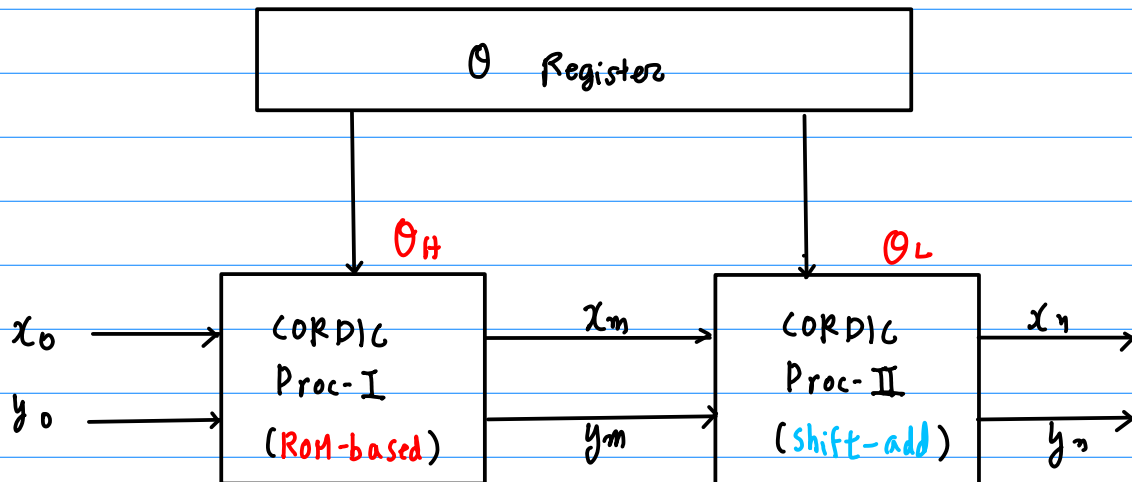 θ Register
θH θL
x0 CORDIC xm CORDIC xn
Proc-I Proc-II
y0 (ROM-based) ym (shift-add) yn